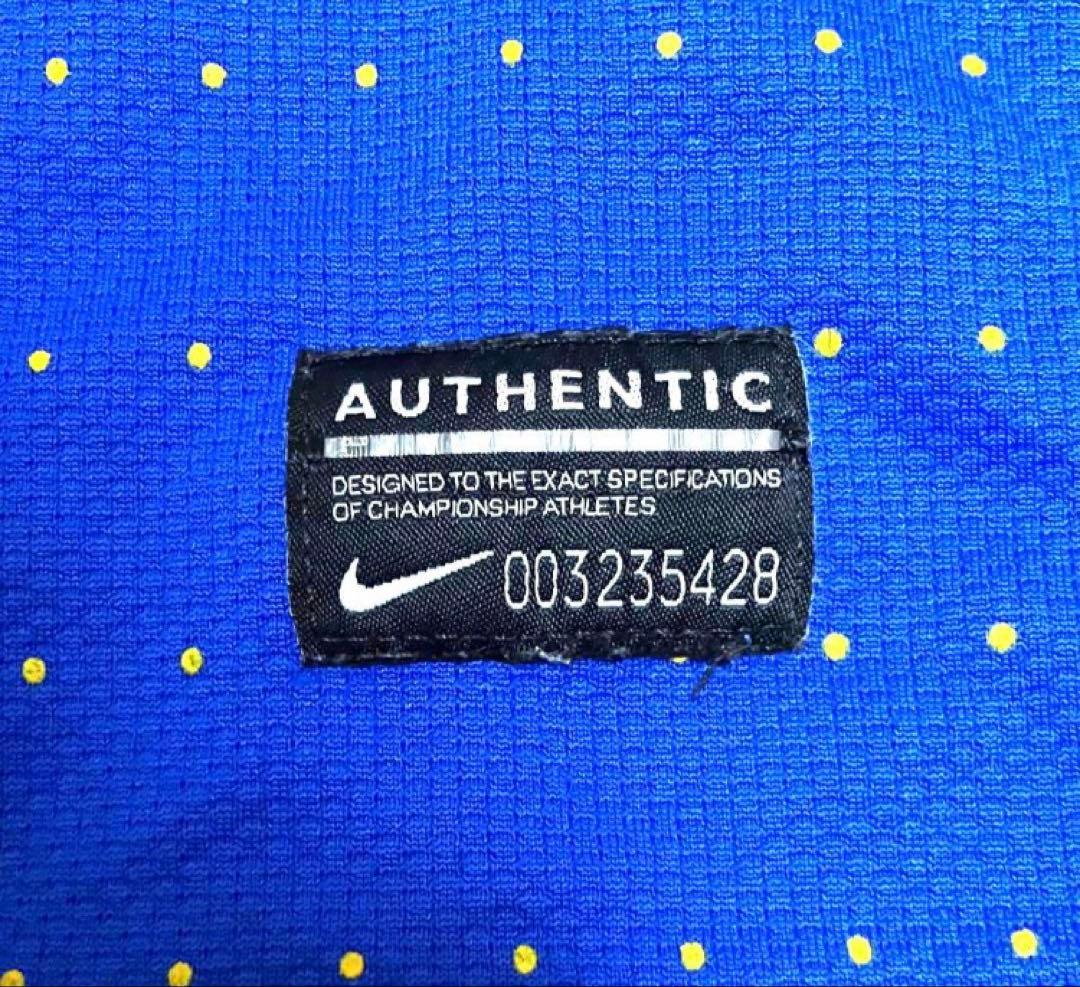 AUTHENTIC
DESIGNED TO THE EXACT SPECIFICATIONS
OF CHAMPIONSHIP ATHLETES
003235428